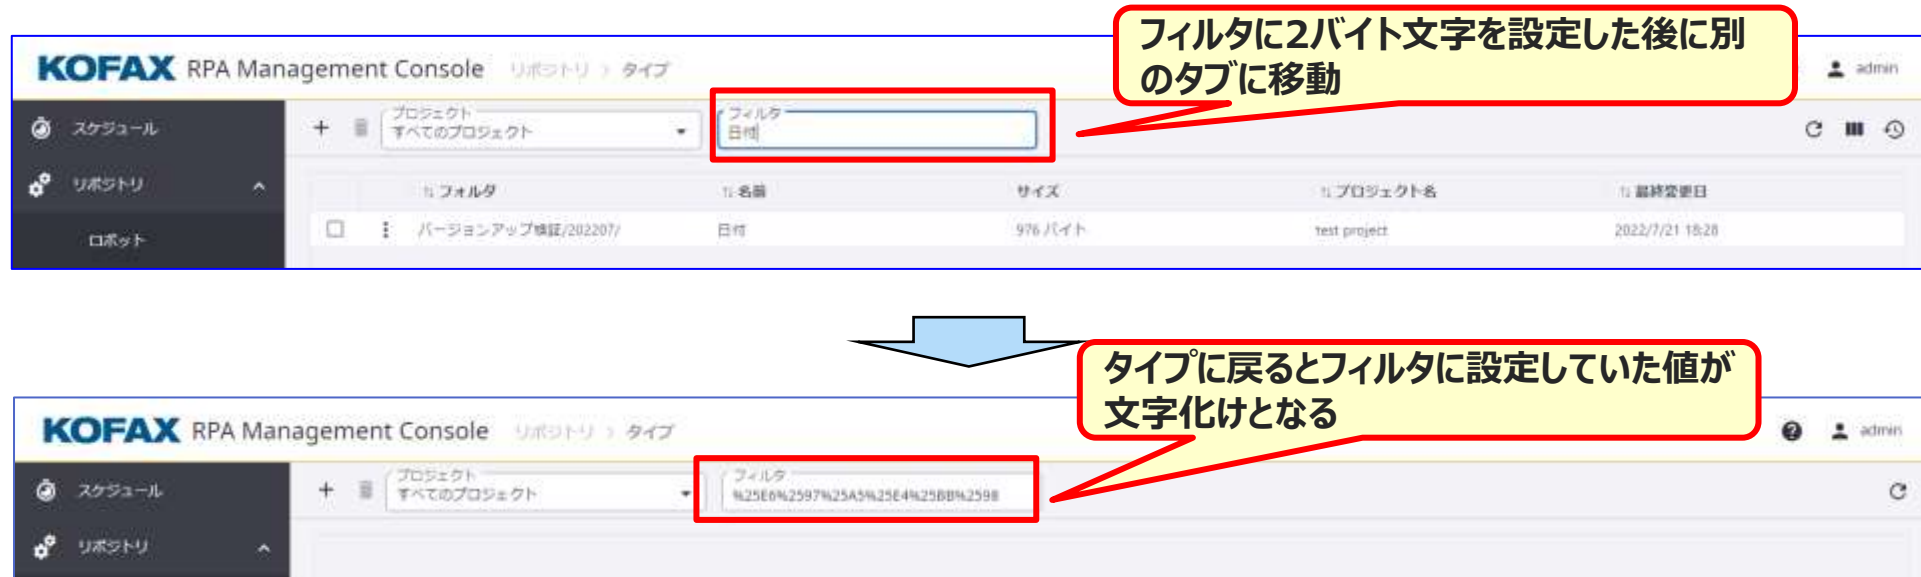 フィルタに2バイト文字を設定した後に別
のタブに移動
KOFAX RPA Management Console リポジトリ > タイプ
admin
スケジュール
+
プロジェクト
すべてのプロジェクト
フィルタ
日付
リポジトリ
フォルダ 名前 サイズ プロジェクト名 最終変更日
ロボット
バージョンアップ検証/202207/ 日付 976 バイト test project 2022/7/21 18:28
タイプに戻るとフィルタに設定していた値が
文字化けとなる
KOFAX RPA Management Console リポジトリ > タイプ
admin
スケジュール
+
プロジェクト
すべてのプロジェクト
フィルタ
%25E6%2597%25A5%25E4%25BB%2598
リポジトリ